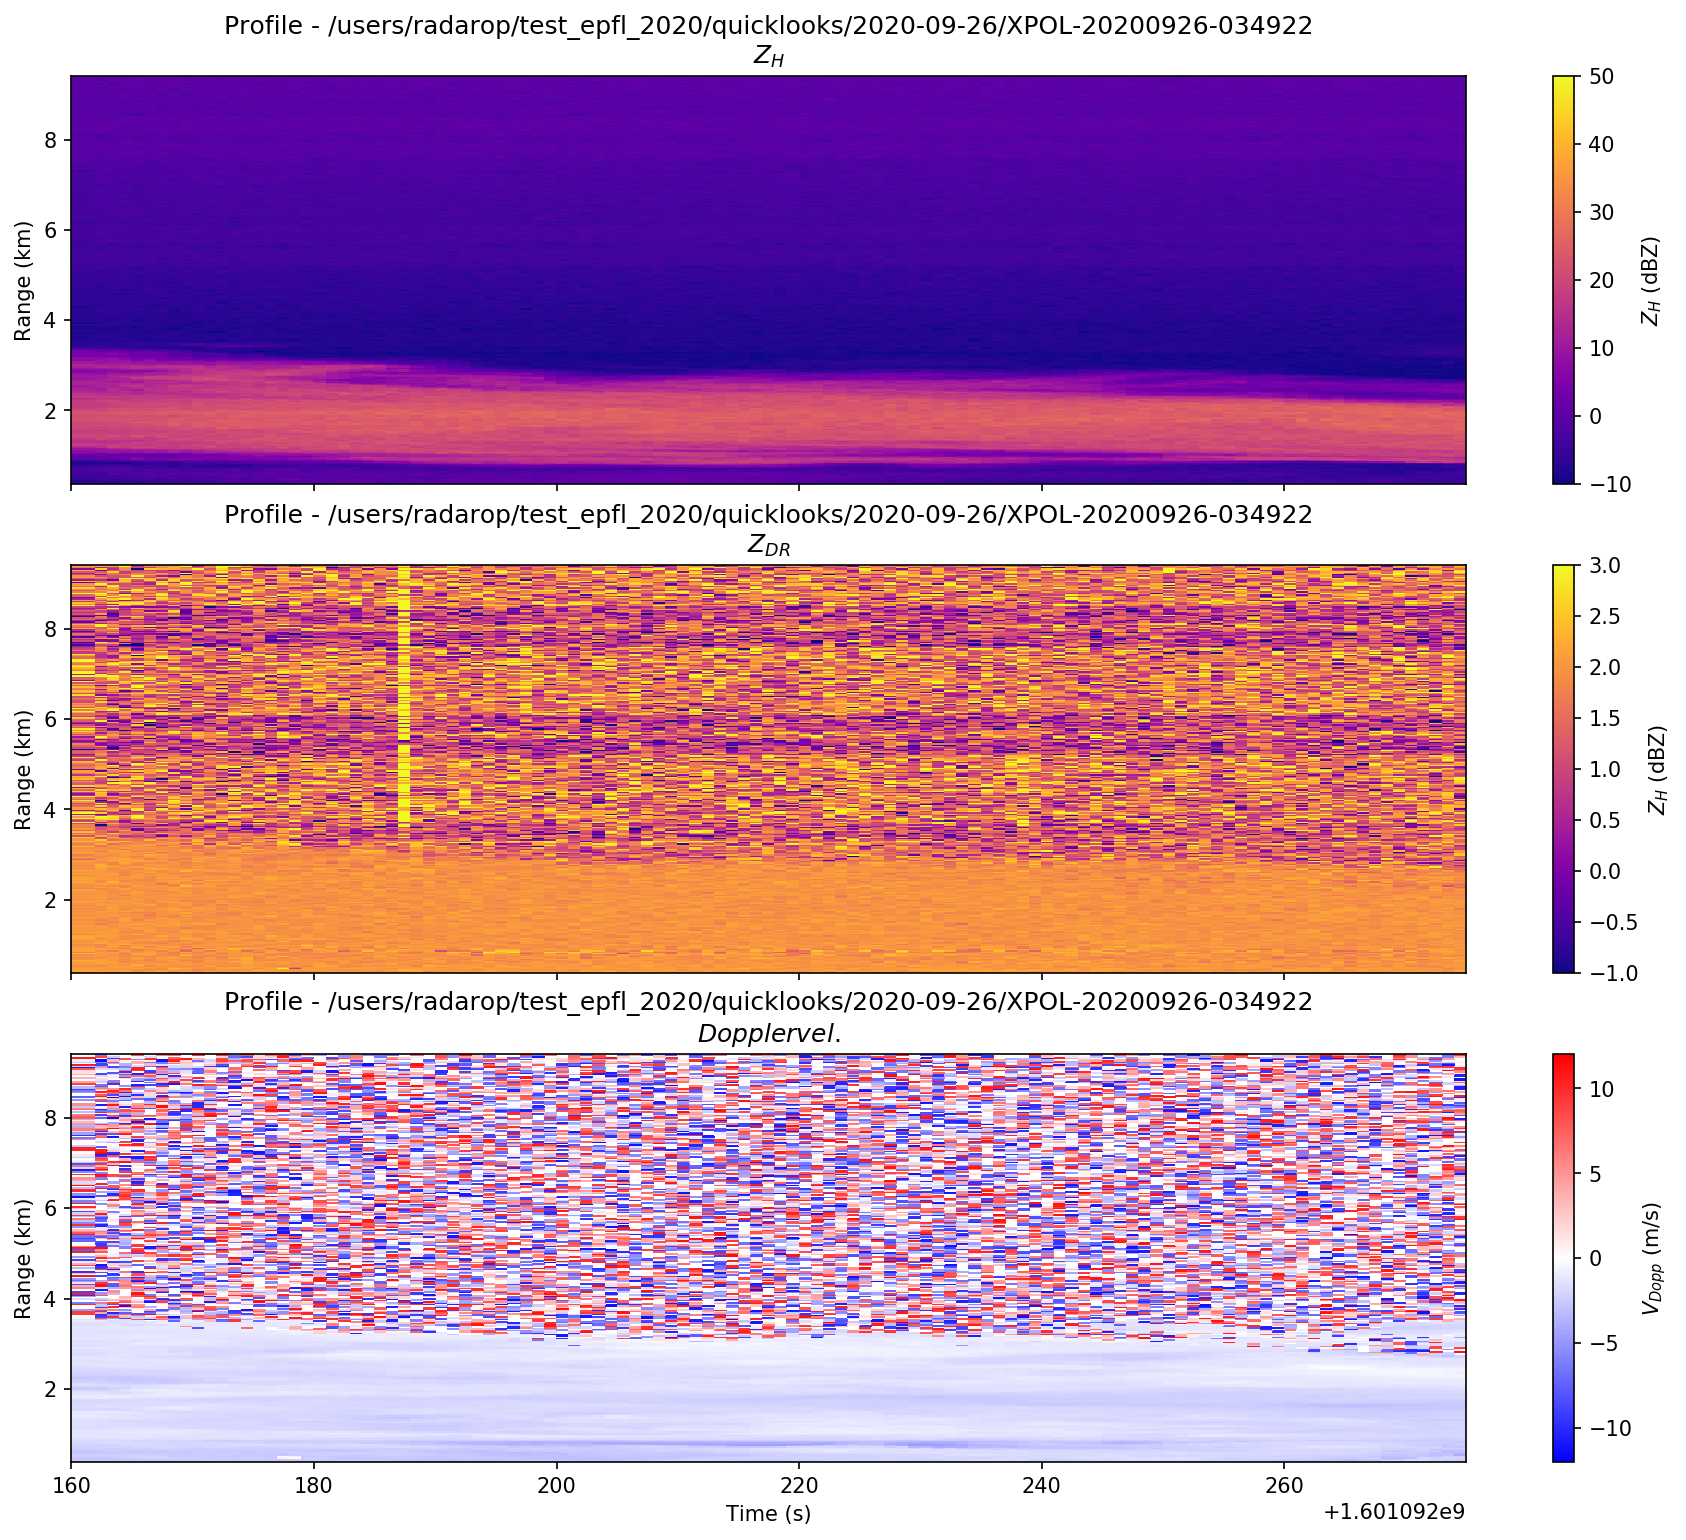 Profile - /users/radarop/test_epfl_2020/quicklooks/2020-09-26/XPOL-20200926-034922
Z_H
8
6
4
2
Range (km)
50
40
30
20
10
0
−10
Z_H (dBZ)
Profile - /users/radarop/test_epfl_2020/quicklooks/2020-09-26/XPOL-20200926-034922
Z_DR
8
6
4
2
Range (km)
3.0
2.5
2.0
1.5
1.0
0.5
0.0
−0.5
−1.0
Z_H (dBZ)
Profile - /users/radarop/test_epfl_2020/quicklooks/2020-09-26/XPOL-20200926-034922
Dopplervel.
8
6
4
2
Range (km)
10
5
0
−5
−10
V_Dopp (m/s)
160 180 200 220 240 260
Time (s)
+1.601092e9